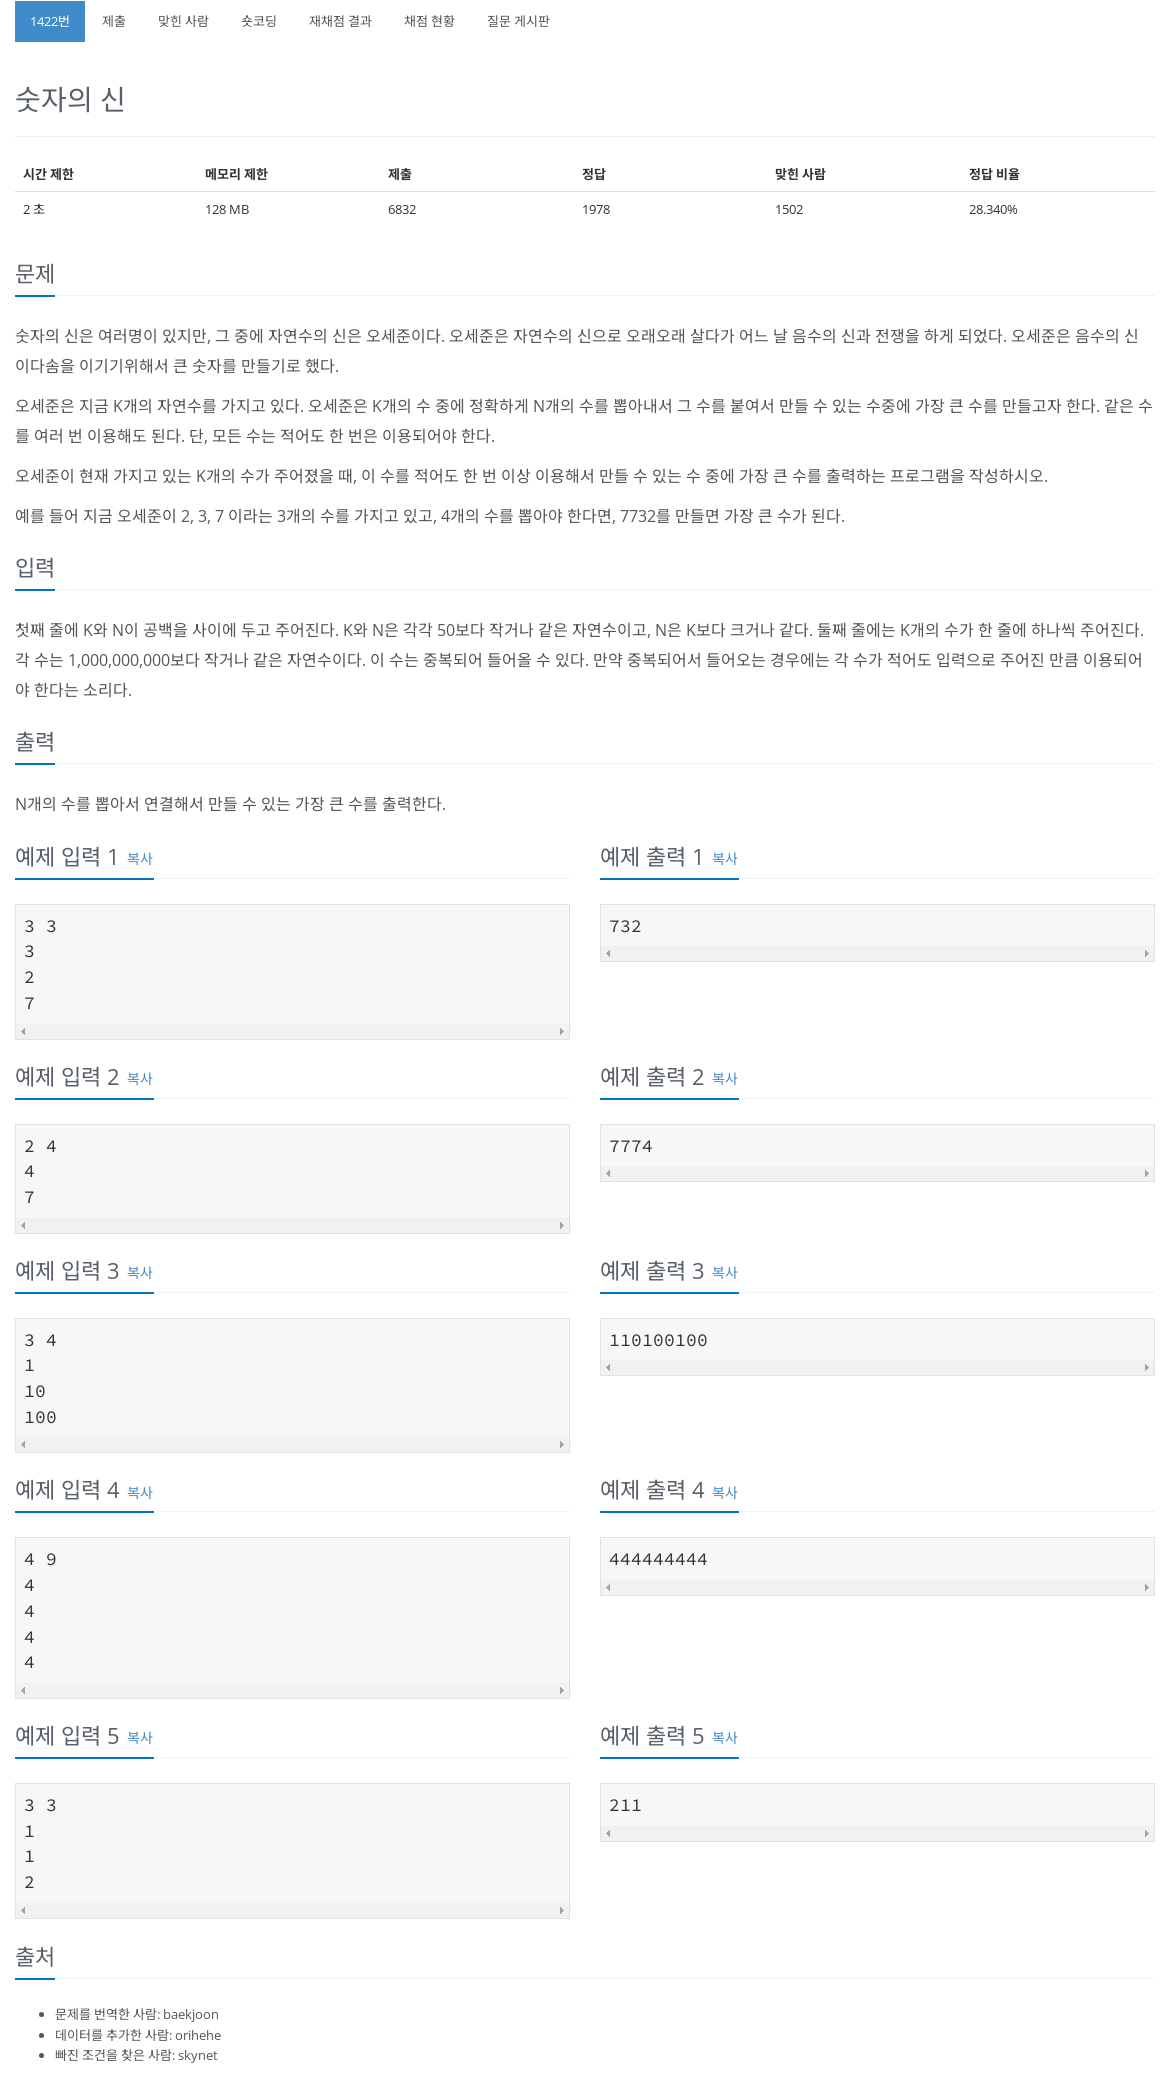 1422번 제출 맞힌 사람 숏코딩 재채점 결과 채점 현황 질문 게시판
숫자의 신
시간 제한 메모리 제한 제출 정답 맞힌 사람 정답 비율
2 초 128 MB 6832 1978 1502 28.340%
문제
숫자의 신은 여러명이 있지만, 그 중에 자연수의 신은 오세준이다. 오세준은 자연수의 신으로 오래오래 살다가 어느 날 음수의 신과 전쟁을 하게 되었다. 오세준은 음수의 신
이다솜을 이기기위해서 큰 숫자를 만들기로 했다.
오세준은 지금 K개의 자연수를 가지고 있다. 오세준은 K개의 수 중에 정확하게 N개의 수를 뽑아내서 그 수를 붙여서 만들 수 있는 수중에 가장 큰 수를 만들고자 한다. 같은 수
를 여러 번 이용해도 된다. 단, 모든 수는 적어도 한 번은 이용되어야 한다.
오세준이 현재 가지고 있는 K개의 수가 주어졌을 때, 이 수를 적어도 한 번 이상 이용해서 만들 수 있는 수 중에 가장 큰 수를 출력하는 프로그램을 작성하시오.
예를 들어 지금 오세준이 2, 3, 7 이라는 3개의 수를 가지고 있고, 4개의 수를 뽑아야 한다면, 7732를 만들면 가장 큰 수가 된다.
입력
첫째 줄에 K와 N이 공백을 사이에 두고 주어진다. K와 N은 각각 50보다 작거나 같은 자연수이고, N은 K보다 크거나 같다. 둘째 줄에는 K개의 수가 한 줄에 하나씩 주어진다.
각 수는 1,000,000,000보다 작거나 같은 자연수이다. 이 수는 중복되어 들어올 수 있다. 만약 중복되어서 들어오는 경우에는 각 수가 적어도 입력으로 주어진 만큼 이용되어
야 한다는 소리다.
출력
N개의 수를 뽑아서 연결해서 만들 수 있는 가장 큰 수를 출력한다.
예제 입력 1 복사
3 3
3
2
7
예제 출력 1 복사
732
예제 입력 2 복사
2 4
4
7
예제 출력 2 복사
7774
예제 입력 3 복사
3 4
1
10
100
예제 출력 3 복사
110100100
예제 입력 4 복사
4 9
4
4
4
4
예제 출력 4 복사
444444444
예제 입력 5 복사
3 3
1
1
2
예제 출력 5 복사
211
출처
문제를 번역한 사람: baekjoon
데이터를 추가한 사람: orihehe
빠진 조건을 찾은 사람: skynet